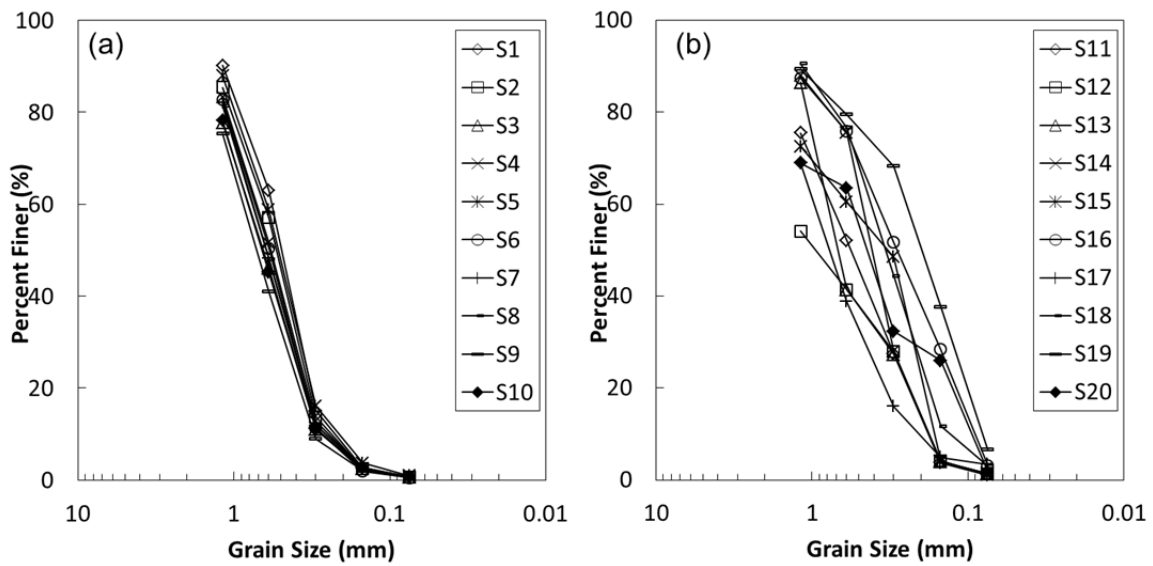 (a)
Percent Finer (%)
100
80
60
40
20
0
10
1
0.1
0.01
Grain Size (mm)
S1
S2
S3
S4
S5
S6
S7
S8
S9
S10
(b)
Percent Finer (%)
100
80
60
40
20
0
10
1
0.1
0.01
Grain Size (mm)
S11
S12
S13
S14
S15
S16
S17
S18
S19
S20